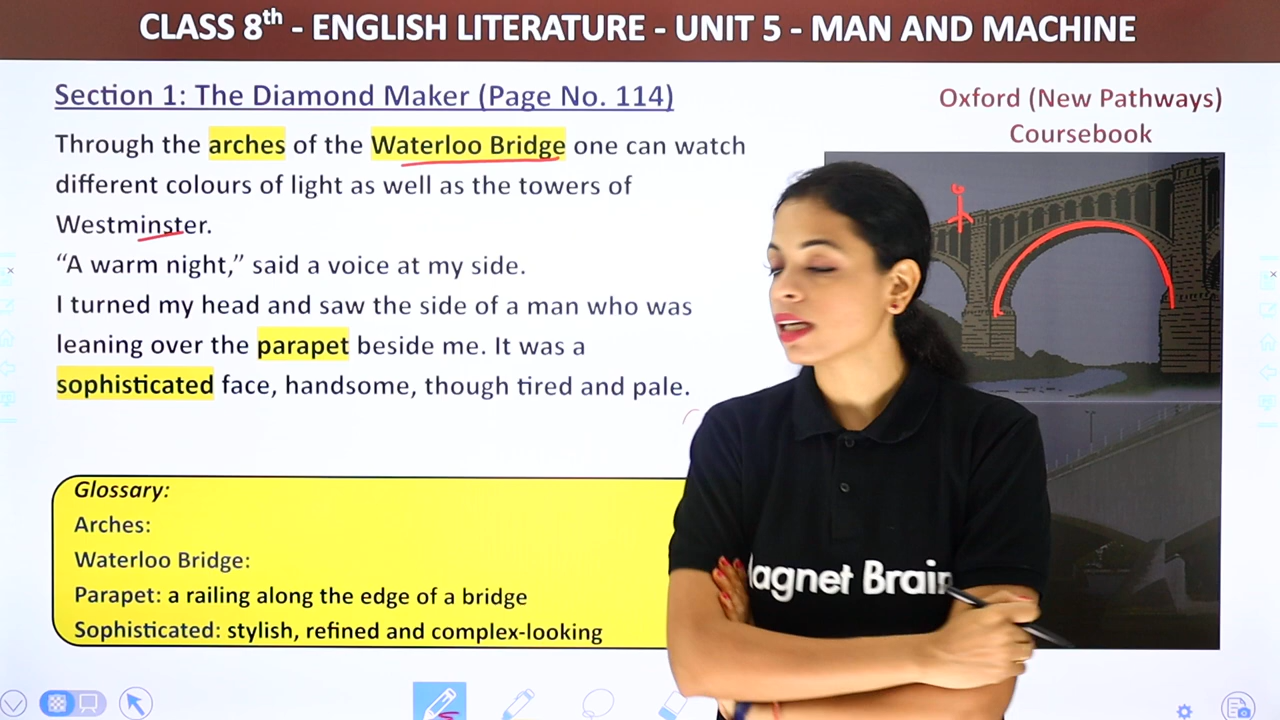 CLASS 8th - ENGLISH LITERATURE - UNIT 5 - MAN AND MACHINE
Section 1: The Diamond Maker (Page No. 114)
Oxford (New Pathways)
Coursebook
Through the arches of the Waterloo Bridge one can watch
different colours of light as well as the towers of
Westminster.
“A warm night,” said a voice at my side.
I turned my head and saw the side of a man who was
leaning over the parapet beside me. It was a
sophisticated face, handsome, though tired and pale.
Glossary:
Arches:
Waterloo Bridge:
Parapet: a railing along the edge of a bridge
Sophisticated: stylish, refined and complex-looking
agnet Brain